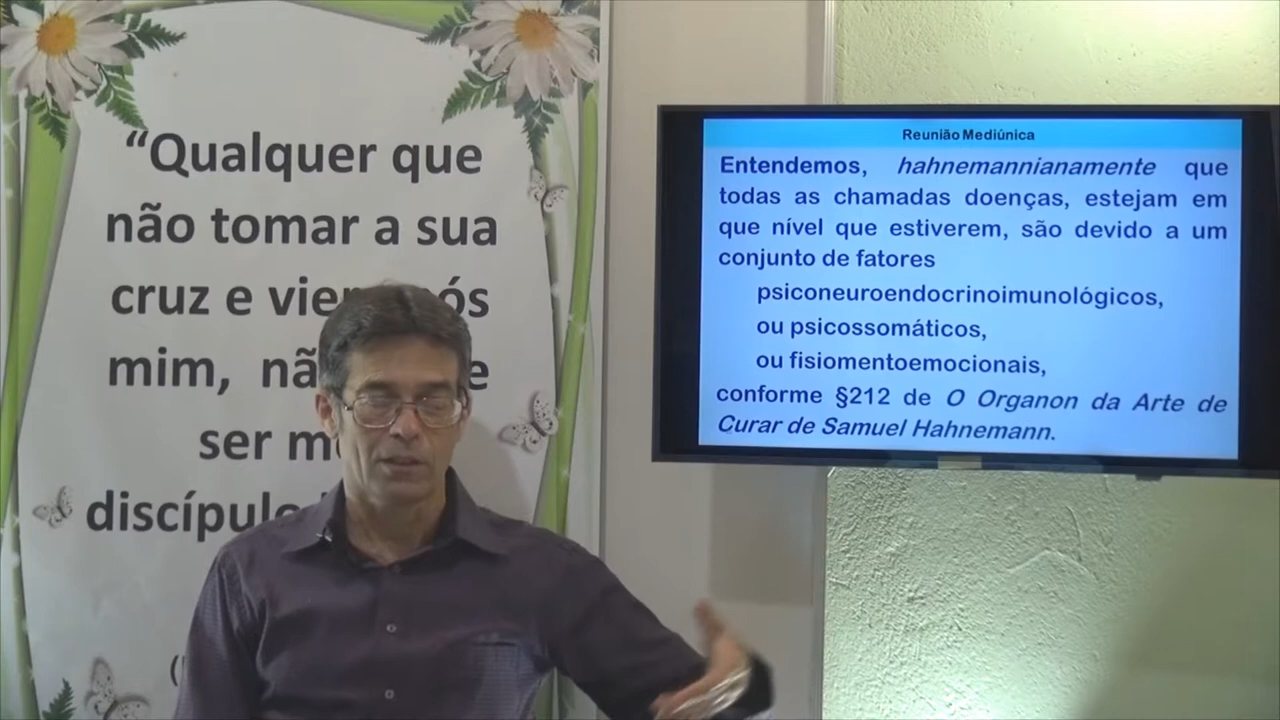 “Qualquer que
não tomar a sua
cruz e
mim,
ser
Reunião Mediúnica
Entendemos, hahnemannianamente que
todas as chamadas doenças, estejam em
que nível que estiverem, são devido a um
conjunto de fatores
psiconeuroendocrinoimunológicos,
ou psicossomáticos,
ou fisiomentoemocionais,
conforme §212 de O Organon da Arte de
Curar de Samuel Hahnemann.